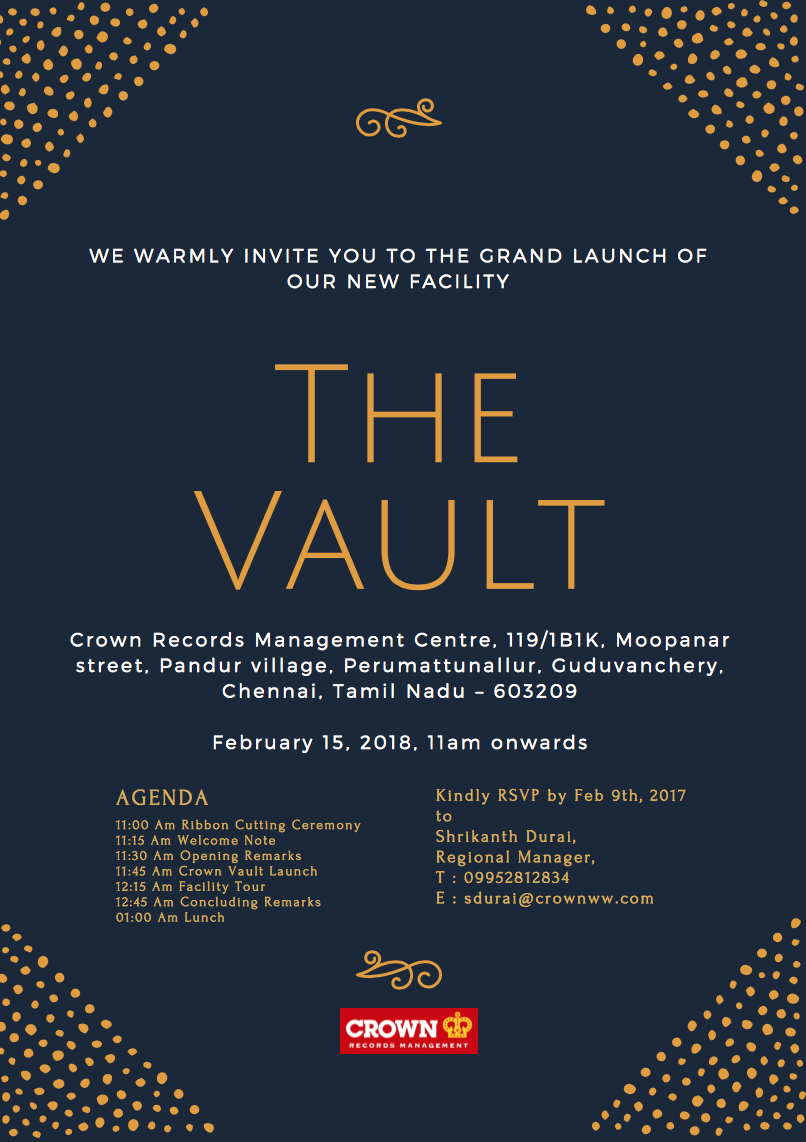 WE WARMLY INVITE YOU TO THE GRAND LAUNCH OF
OUR NEW FACILITY
THE
VAULT
Crown Records Management Centre, 119/1B1K, Moopanar
street, Pandur village, Perumattunallur, Guduvanchery,
Chennai, Tamil Nadu – 603209
February 15, 2018, 11am onwards
AGENDA
11:00 Am Ribbon Cutting Ceremony
11:15 Am Welcome Note
11:30 Am Opening Remarks
11:45 Am Crown Vault Launch
12:15 Am Facility Tour
12:45 Am Concluding Remarks
01:00 Am Lunch
Kindly RSVP by Feb 9th, 2017
to
Shrikanth Durai,
Regional Manager,
T : 09952812834
E : sdurai@crownww.com
CROWN
RECORDS MANAGEMENT